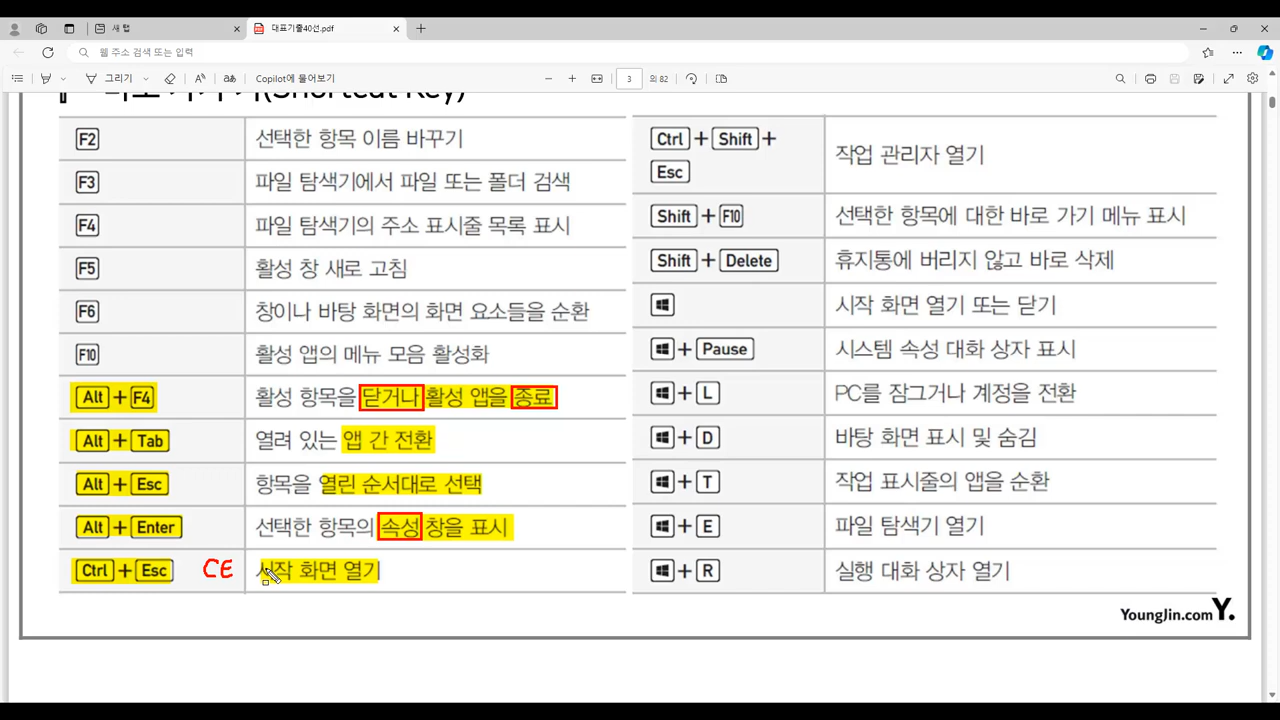 새 탭
대표기출40선.pdf
웹 주소 검색 또는 입력
그리기
Copilot에 물어보기
3 의 82
바로 가기 키(Shortcut Key)
F2 선택한 항목 이름 바꾸기
F3 파일 탐색기에서 파일 또는 폴더 검색
F4 파일 탐색기의 주소 표시줄 목록 표시
F5 활성 창 새로 고침
F6 창이나 바탕 화면의 화면 요소들을 순환
F10 활성 앱의 메뉴 모음 활성화
Alt + F4 활성 항목을 닫거나 활성 앱을 종료
Alt + Tab 열려 있는 앱 간 전환
Alt + Esc 항목을 열린 순서대로 선택
Alt + Enter 선택한 항목의 속성 창을 표시
Ctrl + Esc CE 시작 화면 열기
Ctrl + Shift +
Esc 작업 관리자 열기
Shift + F10 선택한 항목에 대한 바로 가기 메뉴 표시
Shift + Delete 휴지통에 버리지 않고 바로 삭제
시작 화면 열기 또는 닫기
+ Pause 시스템 속성 대화 상자 표시
+ L PC를 잠그거나 계정을 전환
+ D 바탕 화면 표시 및 숨김
+ T 작업 표시줄의 앱을 순환
+ E 파일 탐색기 열기
+ R 실행 대화 상자 열기
YoungJin.com Y.